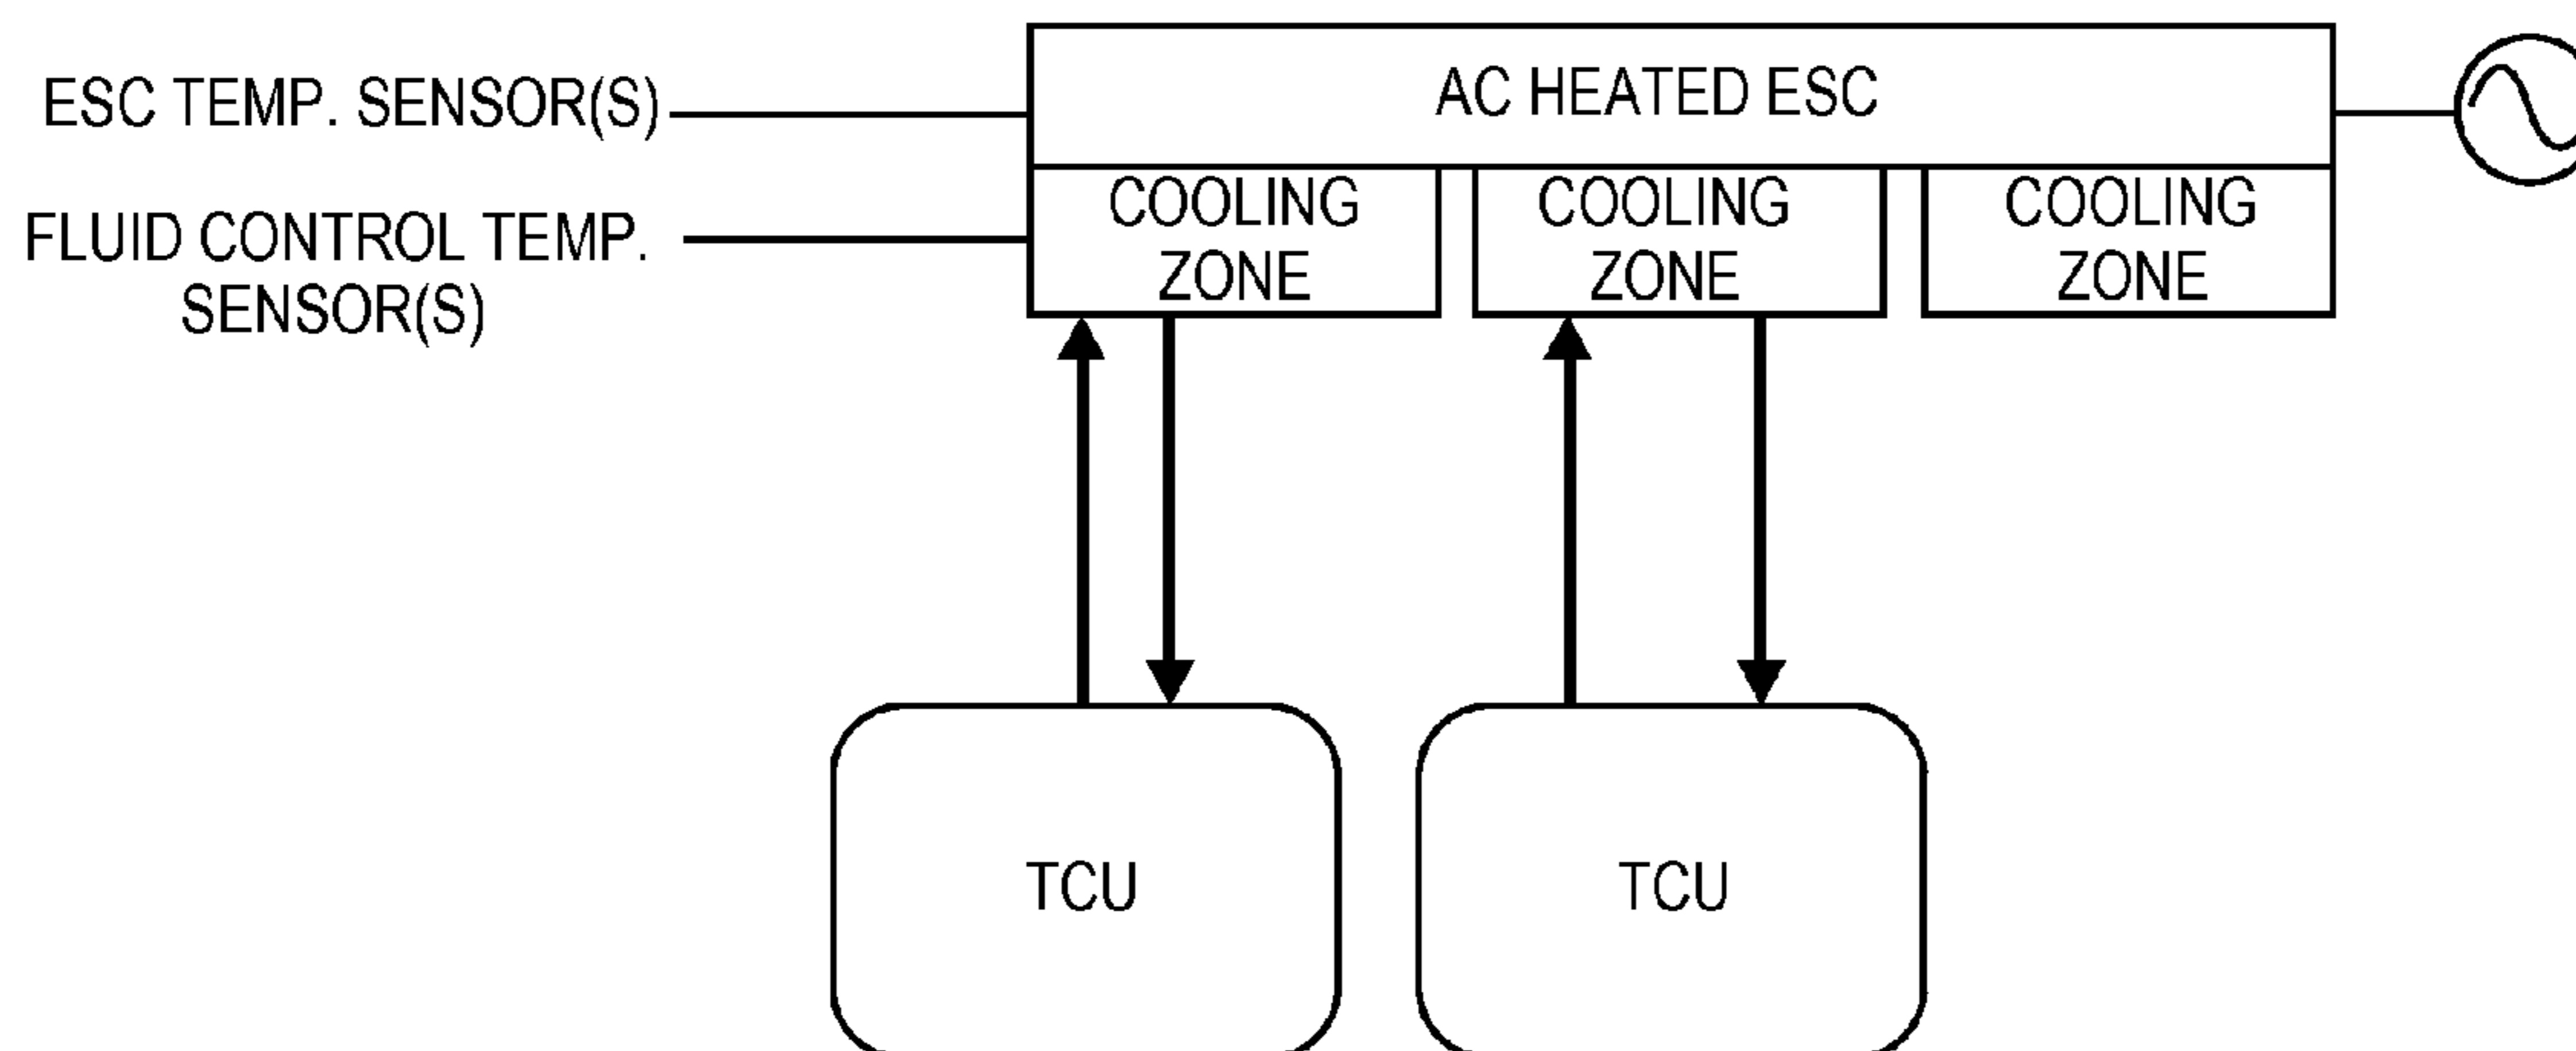 AC HEATED ESC
ESC TEMP. SENSOR(S)
COOLING
ZONE
COOLING
ZONE
COOLING
ZONE
FLUID CONTROL TEMP.
SENSOR(S)
TCU
TCU